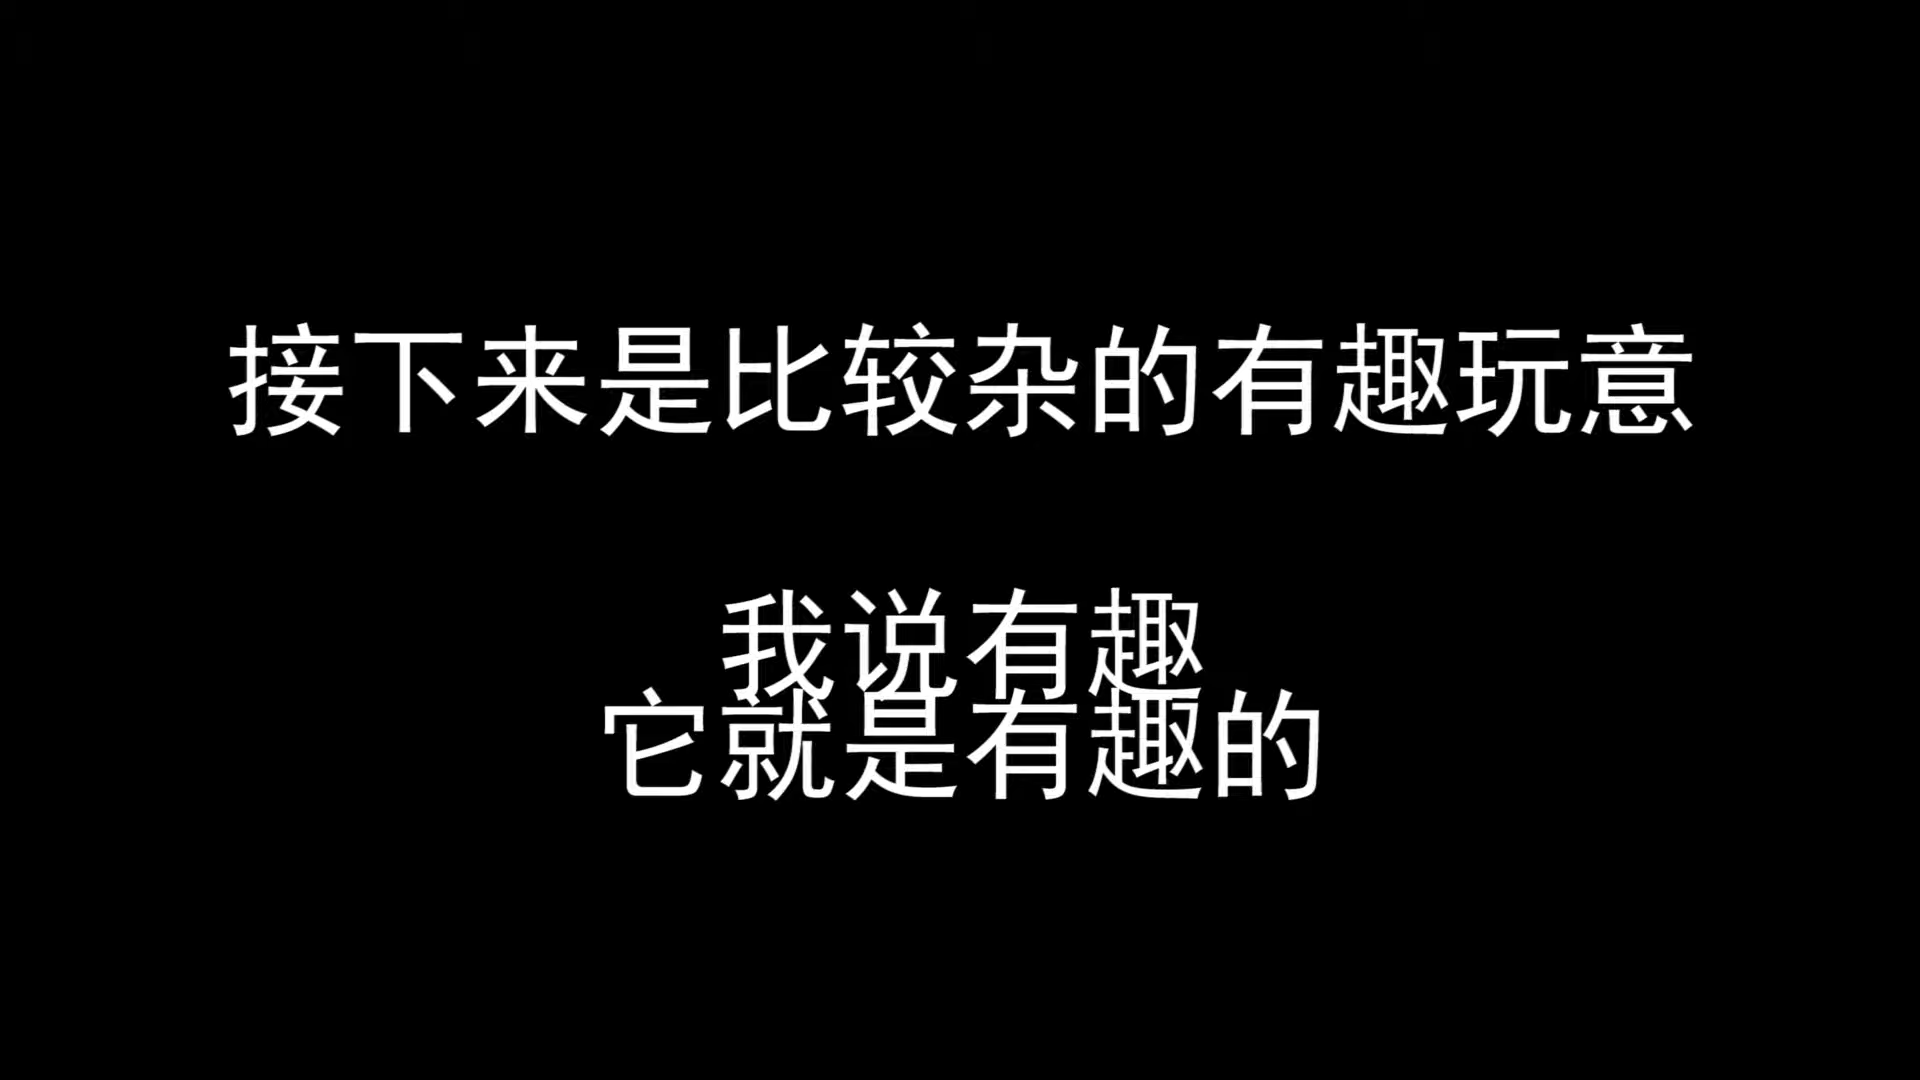 接下来是比较杂的有趣玩意
我说有趣
它就是有趣的